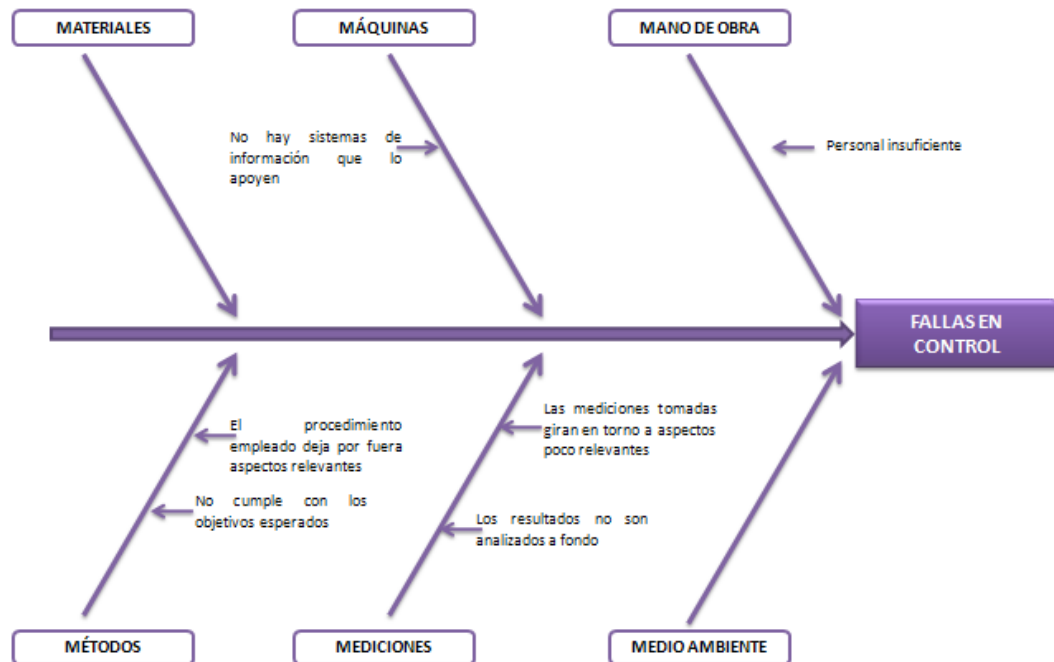 MATERIALES
MÁQUINAS
MANO DE OBRA
No hay sistemas de
información que lo
apoyen
Personal insuficiente
FALLAS EN
CONTROL
El procedimiento
empleado deja por fuera
aspectos relevantes
No cumple con los
objetivos esperados
Las mediciones tomadas
giran en torno a aspectos
poco relevantes
Los resultados no son
analizados a fondo
MÉTODOS
MEDICIONES
MEDIO AMBIENTE